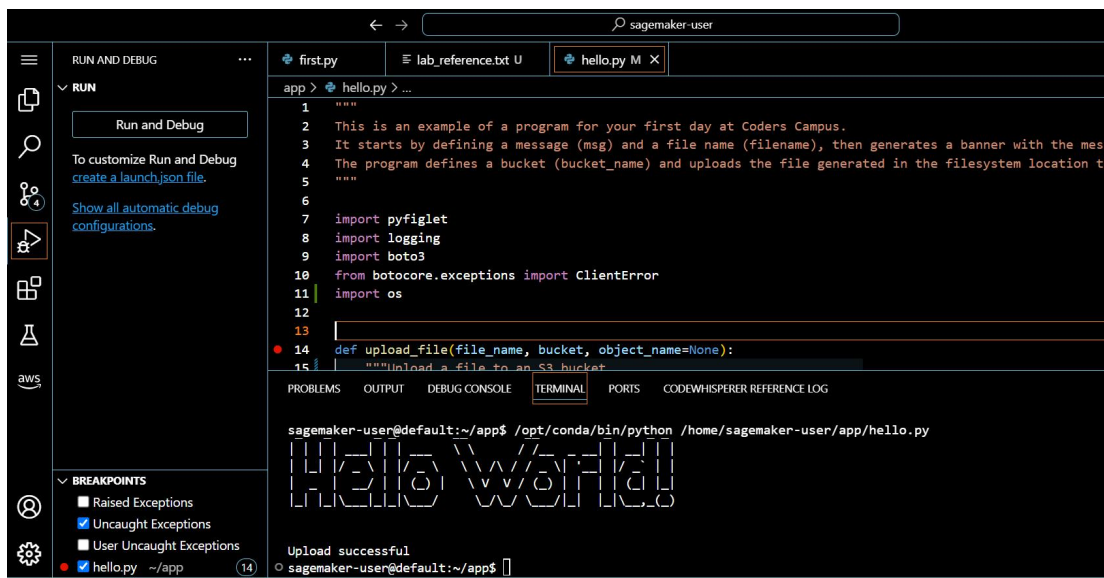 sagemaker-user
RUN AND DEBUG
RUN
Run and Debug
To customize Run and Debug
create a launch.json file.
Show all automatic debug
configurations.
4
aws
BREAKPOINTS
Raised Exceptions
Uncaught Exceptions
User Uncaught Exceptions
hello.py ~/app 14
first.py lab_reference.txt U hello.py M
app > hello.py > ...
1 """
2 This is an example of a program for your first day at Coders Campus.
3 It starts by defining a message (msg) and a file name (filename), then generates a banner with the mes
4 The program defines a bucket (bucket_name) and uploads the file generated in the filesystem location t
5 """
6
7 import pyfiglet
8 import logging
9 import boto3
10 from botocore.exceptions import ClientError
11 import os
12
13
14 def upload_file(file_name, bucket, object_name=None):
15 """Upload a file to an S3 bucket
PROBLEMS OUTPUT DEBUG CONSOLE TERMINAL PORTS CODEWHISPERER REFERENCE LOG
sagemaker-user@default:~/app$ /opt/conda/bin/python /home/sagemaker-user/app/hello.py
Hello World!
Upload successful
sagemaker-user@default:~/app$